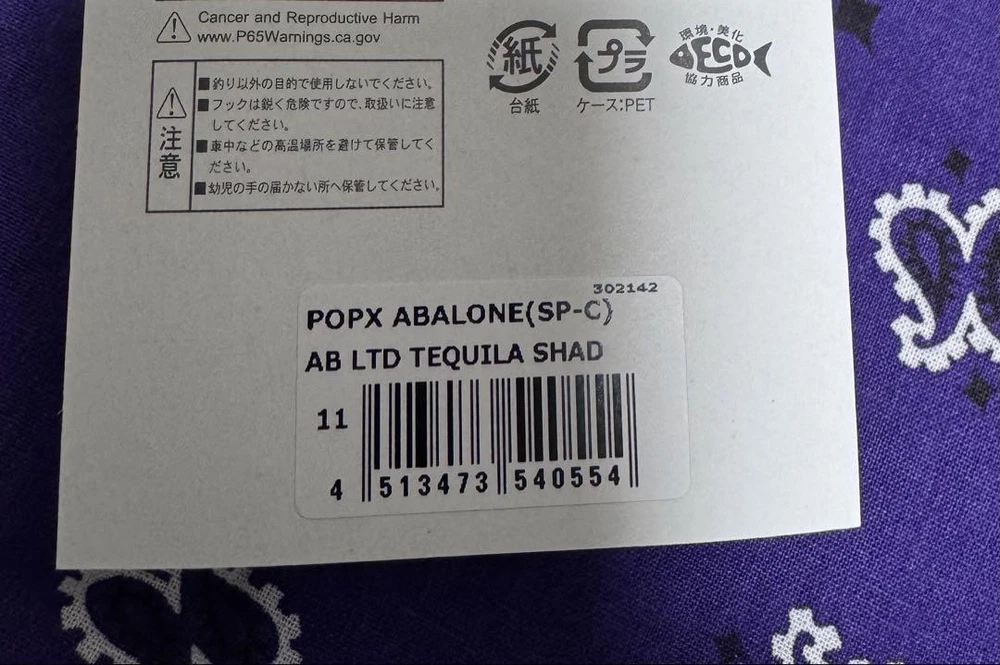 Cancer and Reproductive Harm
www.P65Warnings.ca.gov
注意
■釣り以外の目的で使用しないでください。
■フックは鋭く危険ですので、取扱いに注意
してください。
■車中などの高温場所を避けて保管してく
ださい。
■幼児の手の届かない所へ保管してください。
紙
台紙
プラ
ケース:PET
環境・美化
ECO
協力商品
302142
POPX ABALONE(SP-C)
AB LTD TEQUILA SHAD
11
4 513473 540554